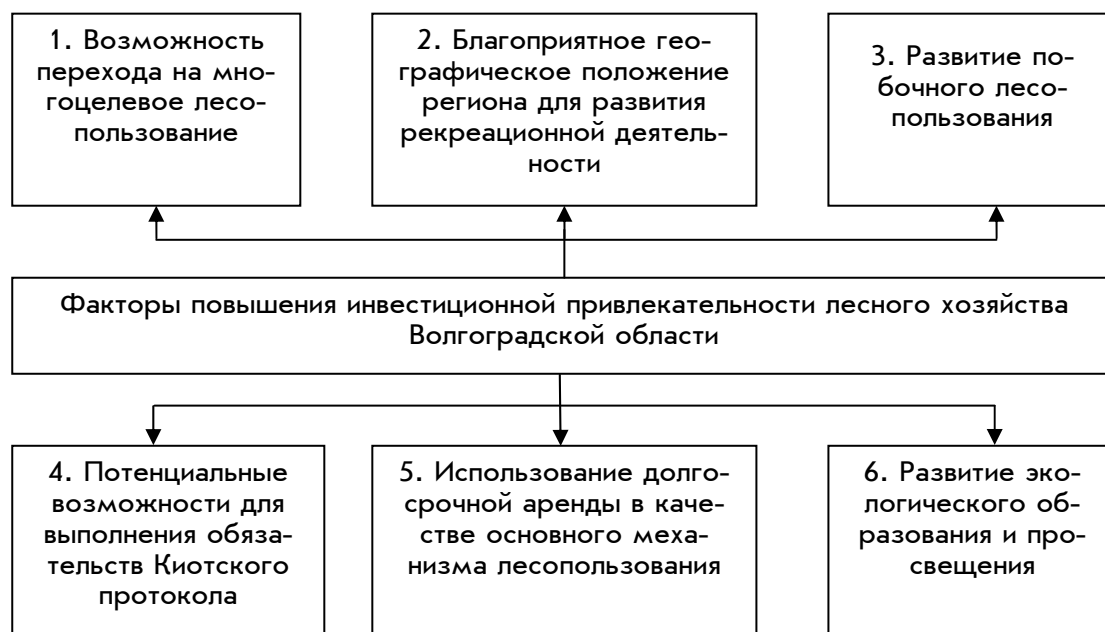 1. Возможность
перехода на мно-
гоцелевое лесо-
пользование
2. Благоприятное гео-
графическое положение
региона для развития
рекреационной деятель-
ности
3. Развитие по-
бочного лесо-
пользования
Факторы повышения инвестиционной привлекательности лесного хозяйства
Волгоградской области
4. Потенциальные
возможности для
выполнения обяза-
тельств Киотского
протокола
5. Использование долго-
срочной аренды в каче-
стве основного меха-
низма лесопользования
6. Развитие эко-
логического об-
разования и про-
свещения